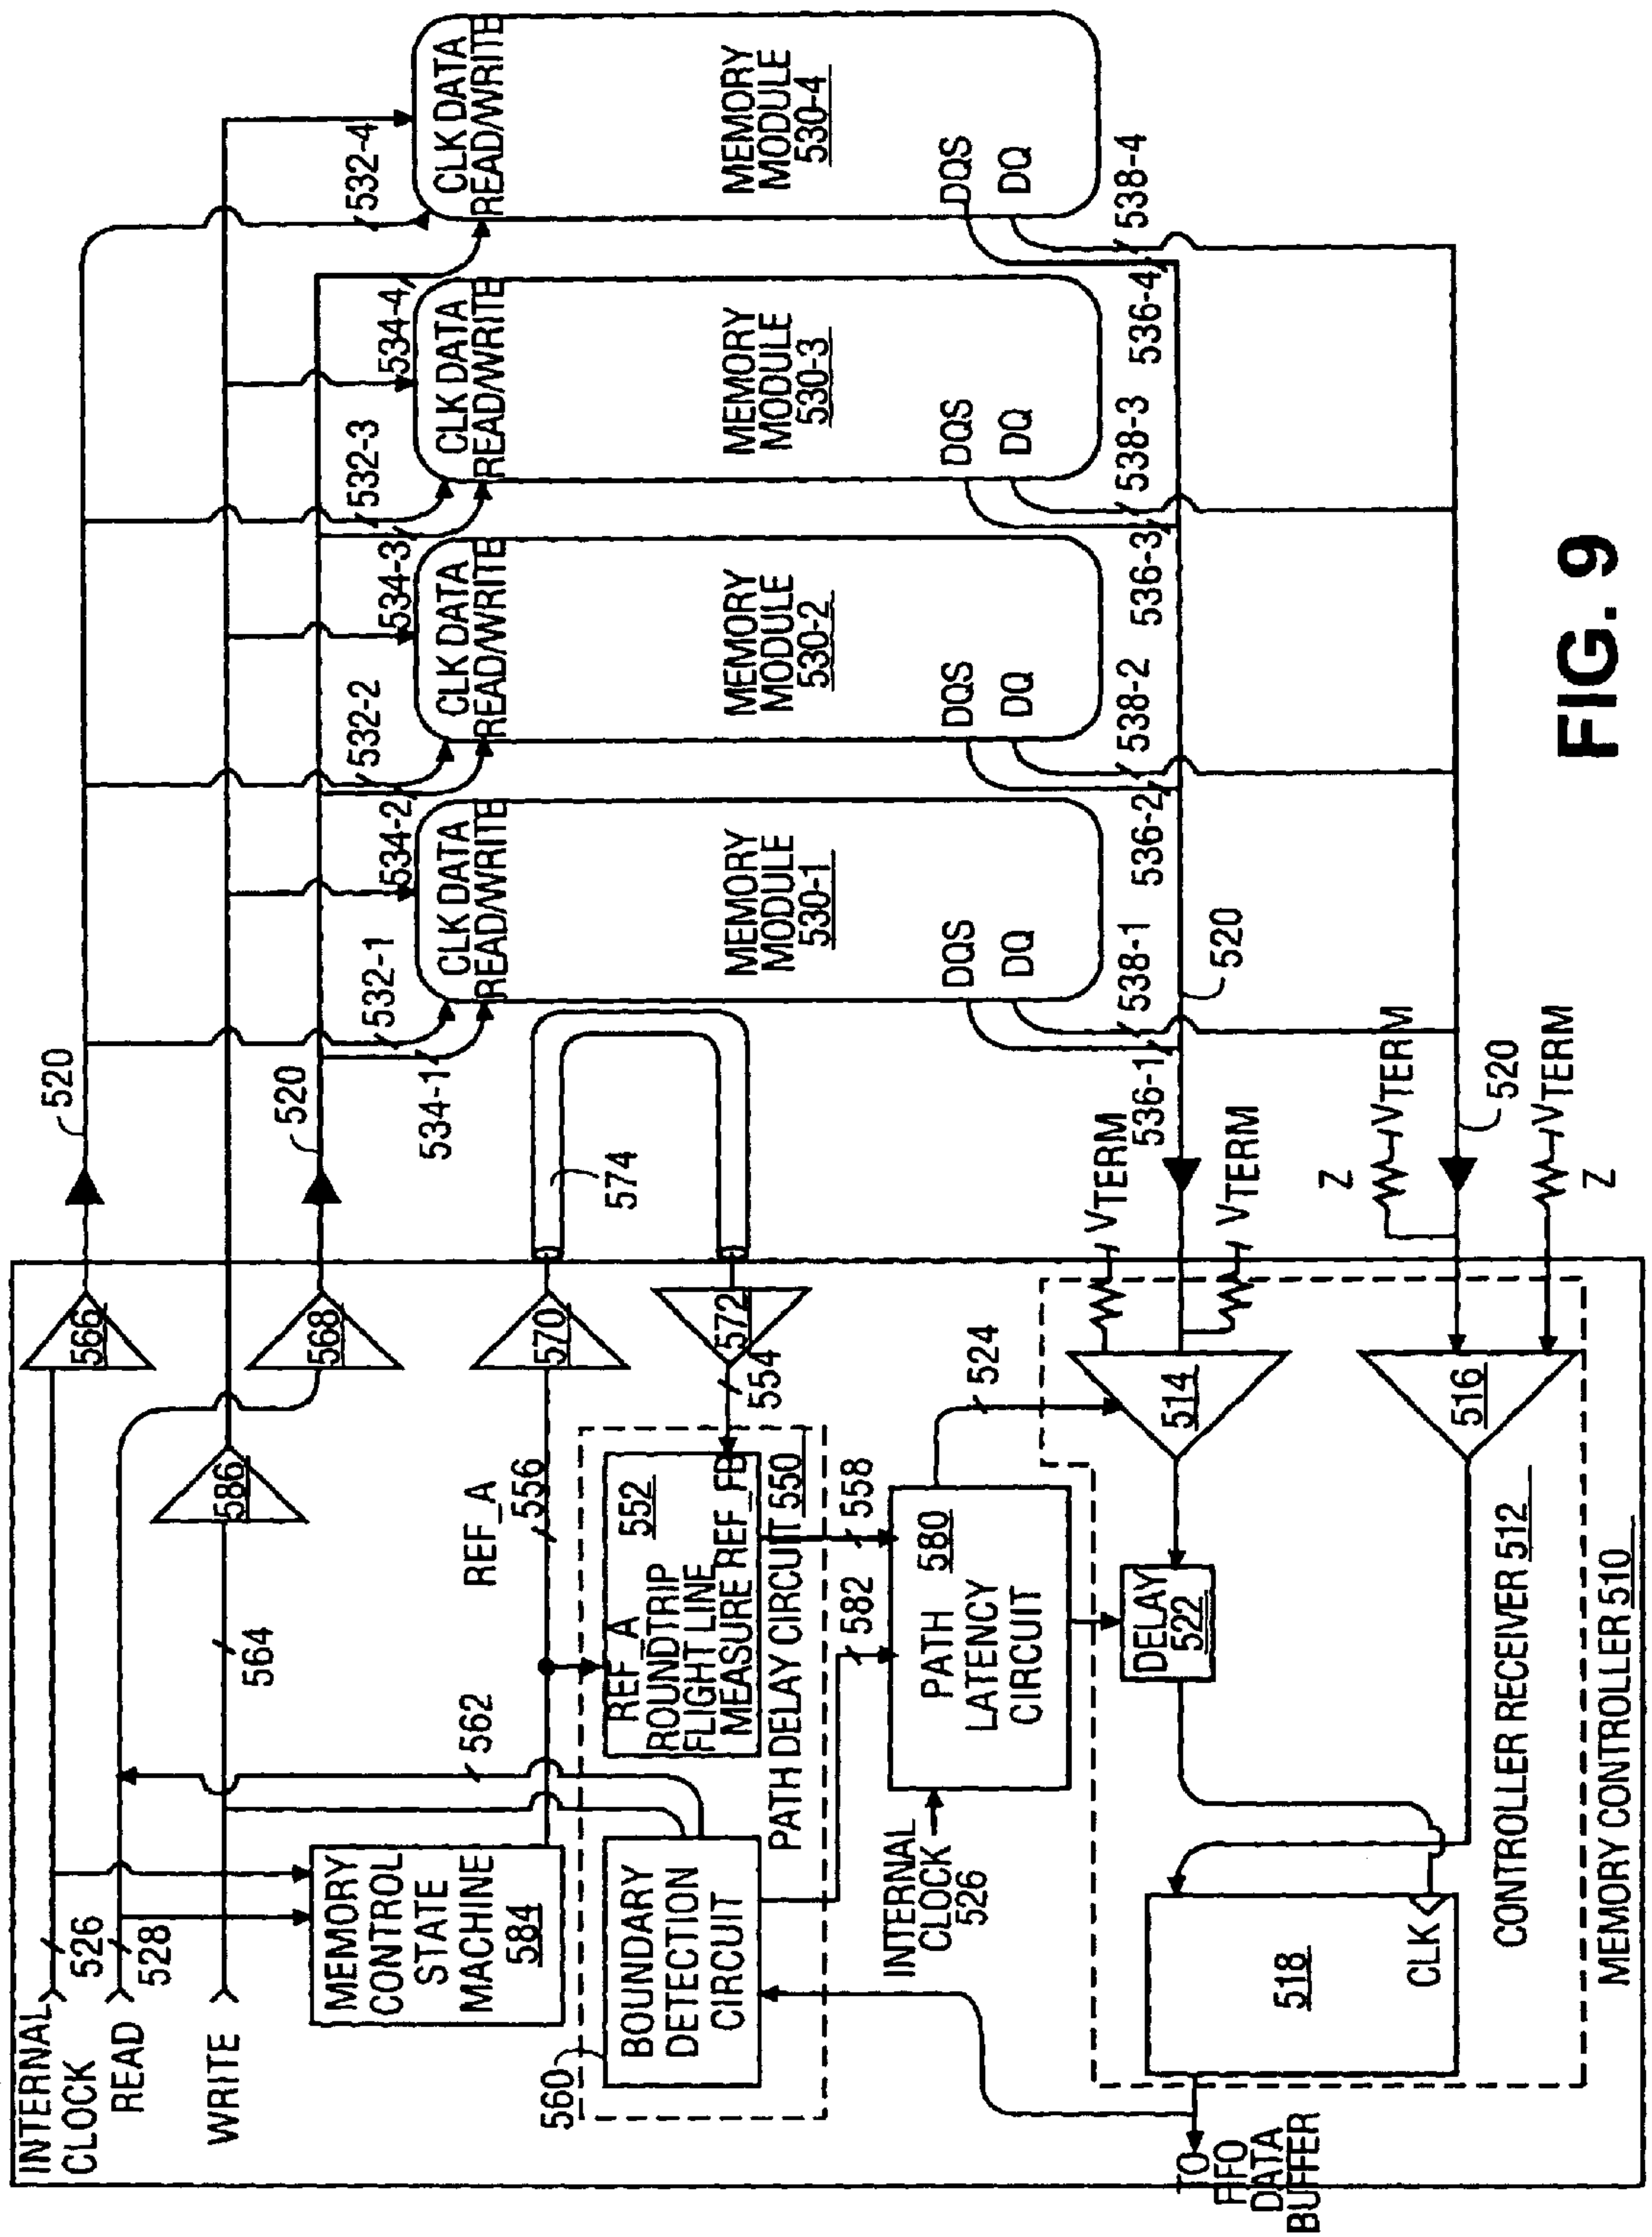 INTERNAL
CLOCK
526
READ
528
WRITE
564
562
566
586
568
520
520
MEMORY
CONTROL
STATE
MACHINE
584
REF_A
556
570
572
574
554
560
BOUNDARY
DETECTION
CIRCUIT
REF_A
ROUNDTRIP
FLIGHT LINE
MEASURE
552
REF_FB
PATH DELAY CIRCUIT 550
582
558
INTERNAL
CLOCK
526
PATH
LATENCY
CIRCUIT
580
524
DELAY
522
514
516
518
CLK
TO
FIFO
DATA
BUFFER
CONTROLLER RECEIVER 512
MEMORY CONTROLLER 510
VTERM
VTERM
Z
VTERM
Z
VTERM
520
520
532-1
534-1
CLK DATA
READ/WRITE
MEMORY
MODULE
530-1
DQS
DQ
536-1
538-1
532-2
534-2
CLK DATA
READ/WRITE
MEMORY
MODULE
530-2
DQS
DQ
536-2
538-2
532-3
534-3
CLK DATA
READ/WRITE
MEMORY
MODULE
530-3
DQS
DQ
536-3
538-3
532-4
534-4
CLK DATA
READ/WRITE
MEMORY
MODULE
530-4
DQS
DQ
536-4
538-4
FIG. 9